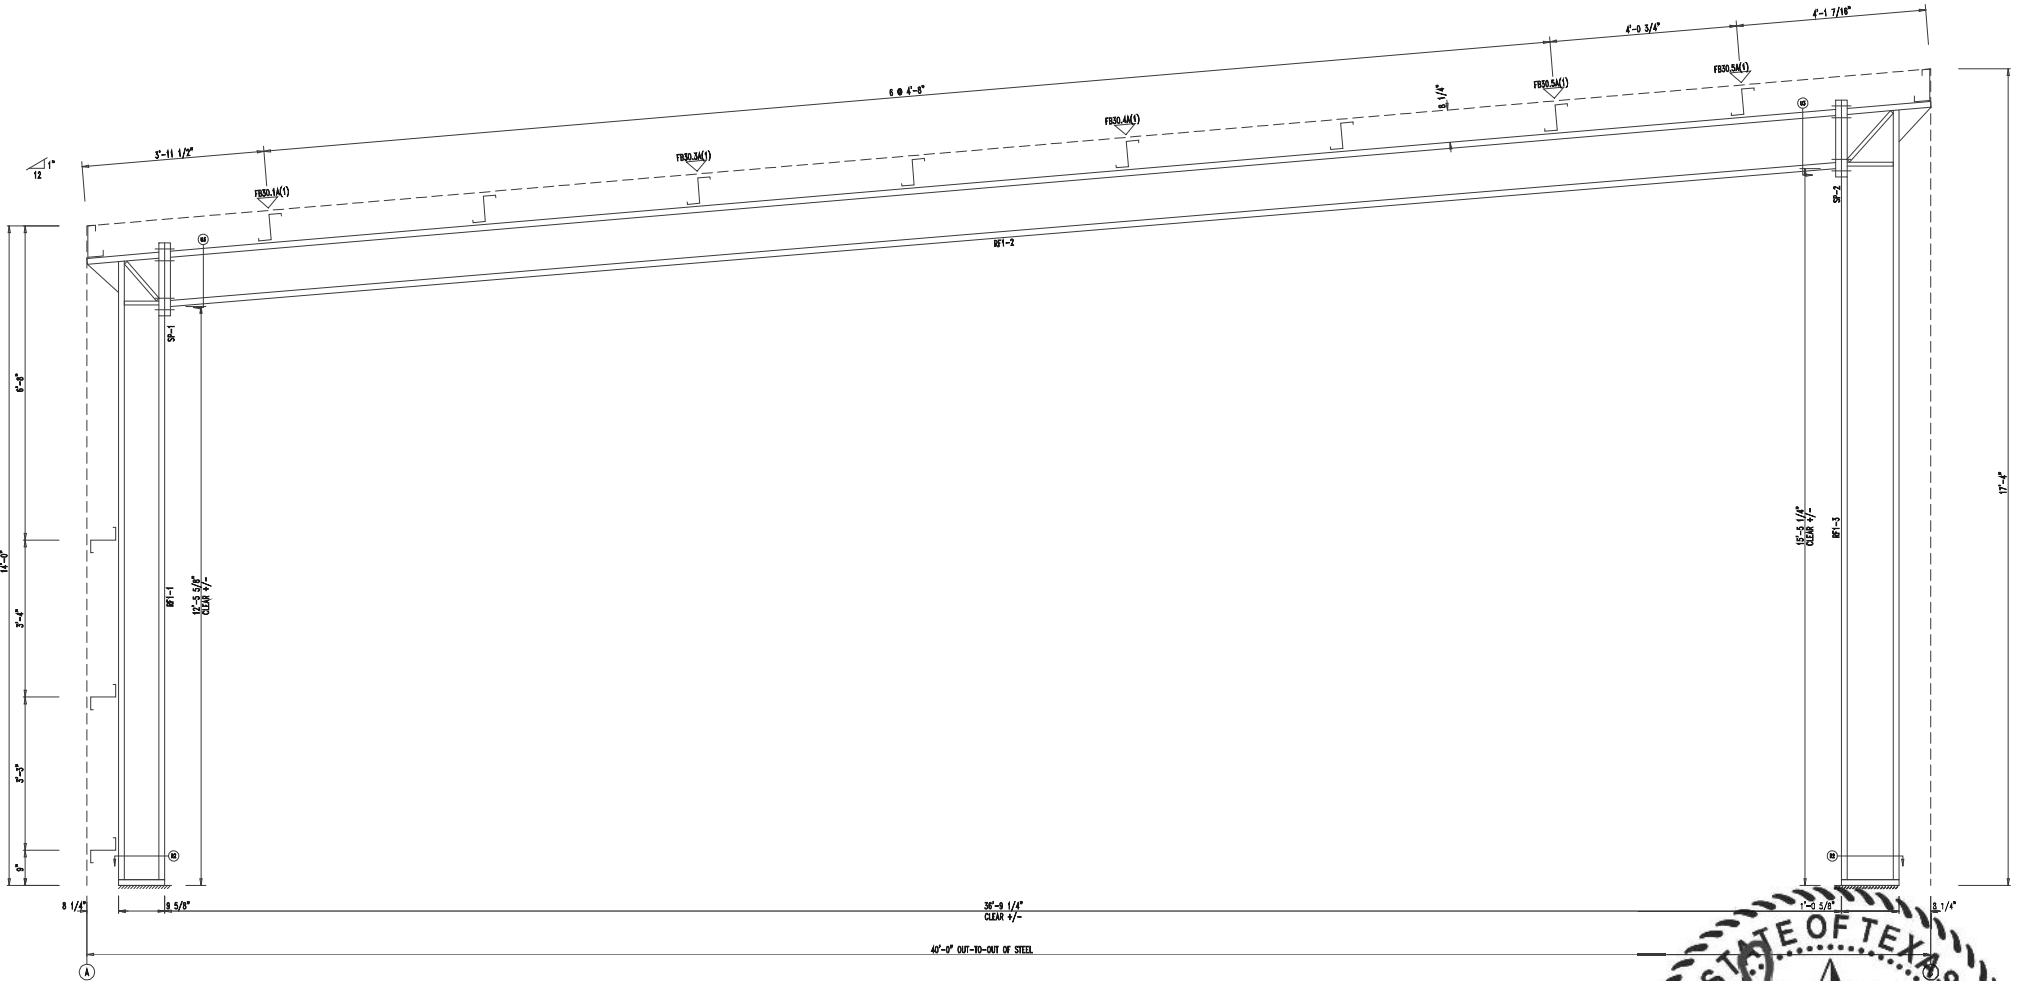 4'-1 7/16"
4'-0 3/4"
6 @ 4'-8"
3'-11 1/2"
1"
12
FB30.1A(1)
FB30.3A(1)
FB30.4A(1)
FB30.5A(1)
FB30.5A(1)
8 1/4"
RF1-2
SP-1
SP-2
6'-8"
14'-0"
3'-4"
3'-3"
9"
RF1-1
12'-5 5/8"
CLEAR +/-
15'-5 1/4"
CLEAR +/-
RF1-3
17'-4"
8 1/4"
9 5/8"
36'-9 1/4"
CLEAR +/-
1'-0 5/8"
8 1/4"
40'-0" OUT-TO-OUT OF STEEL
A
STATE OF TEXAS